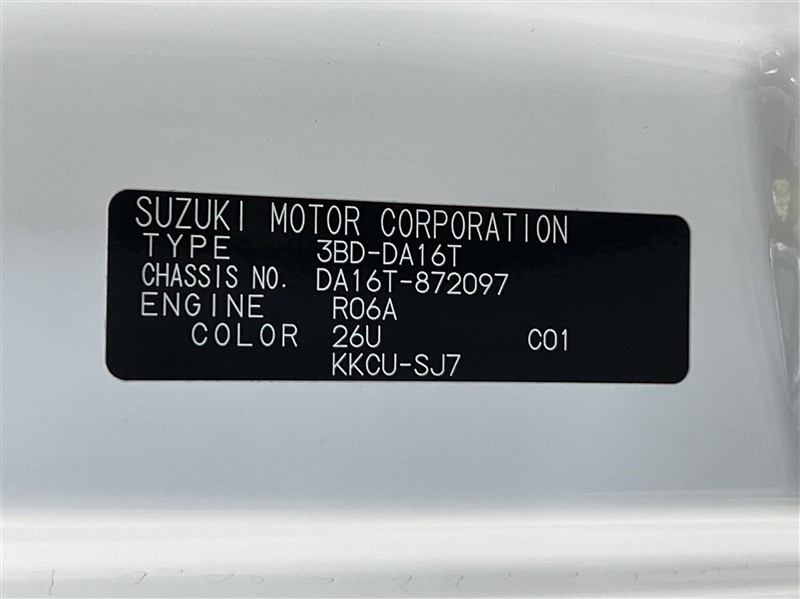 SUZUKI MOTOR CORPORATION
TYPE 3BD-DA16T
CHASSIS NO. DA16T-872097
ENGINE R06A
COLOR 26U C01
KKCU-SJ7